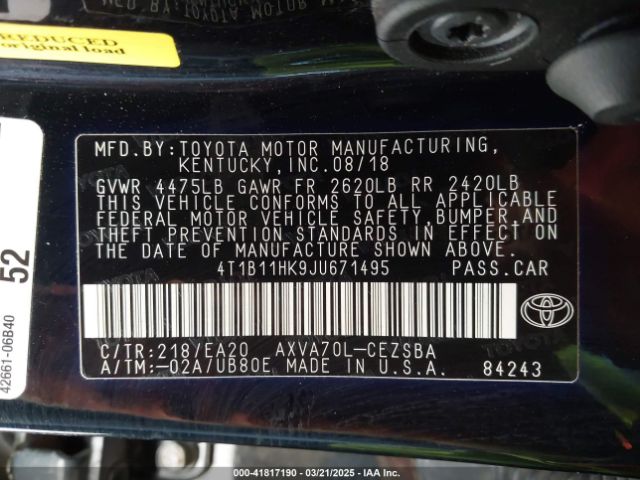 REDUCED
original load
52
42661-06B40
MFD.BY:TOYOTA MOTOR MANUFACTURING,
KENTUCKY,INC.08/18
GVWR 4475LB GAWR FR 2620LB RR 2420LB
THIS VEHICLE CONFORMS TO ALL APPLICABLE
FEDERAL MOTOR VEHICLE SAFETY,BUMPER,AND
THEFT PREVENTION STANDARDS IN EFFECT ON
THE DATE OF MANUFACTURE SHOWN ABOVE.
4T1B11HK9JU671495 PASS.CAR
C/TR:218/EA20 AXVA70L-CEZSBA
A/TM:-02A/UB80E MADE IN U.S.A. 84243
000-41817190 — 03/21/2025 — IAA Inc.